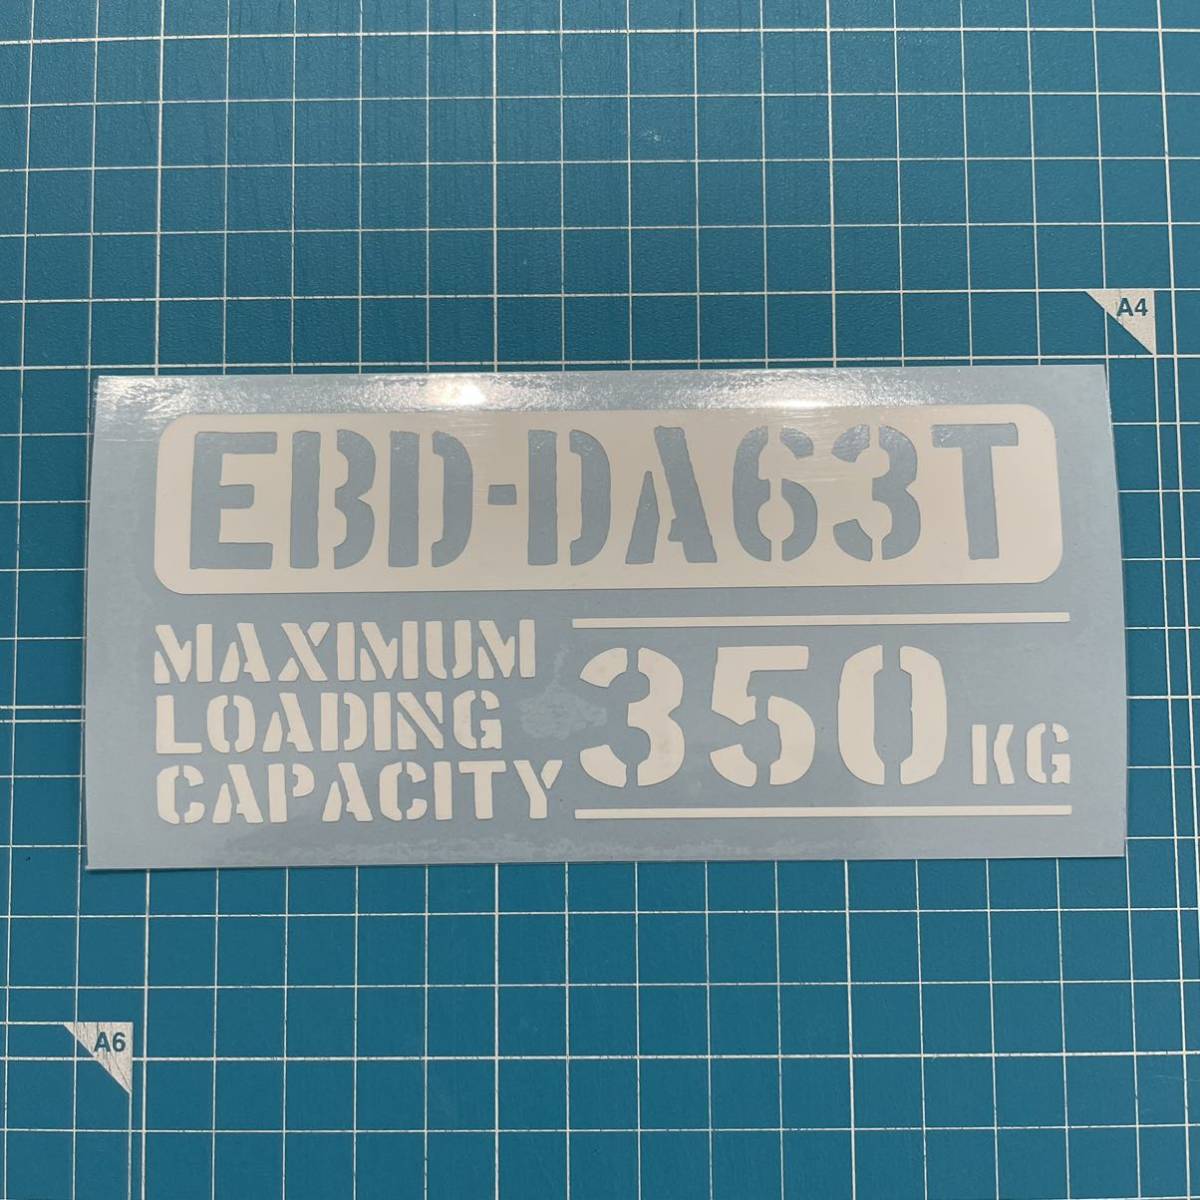 A4
EBD-DA63T
MAXIMUM
LOADING
CAPACITY
350 KG
A6